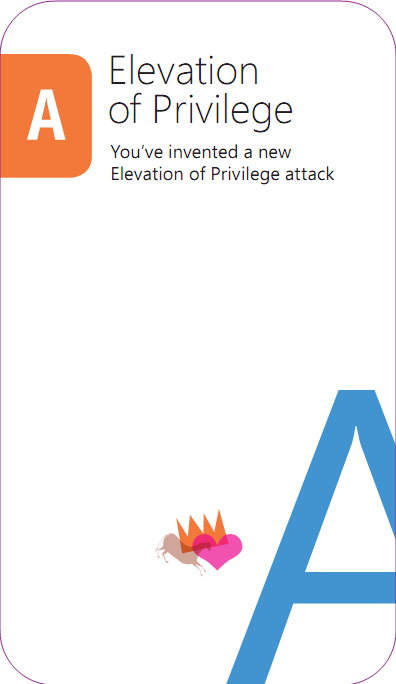 A
Elevation
of Privilege
You've invented a new
Elevation of Privilege attack
A